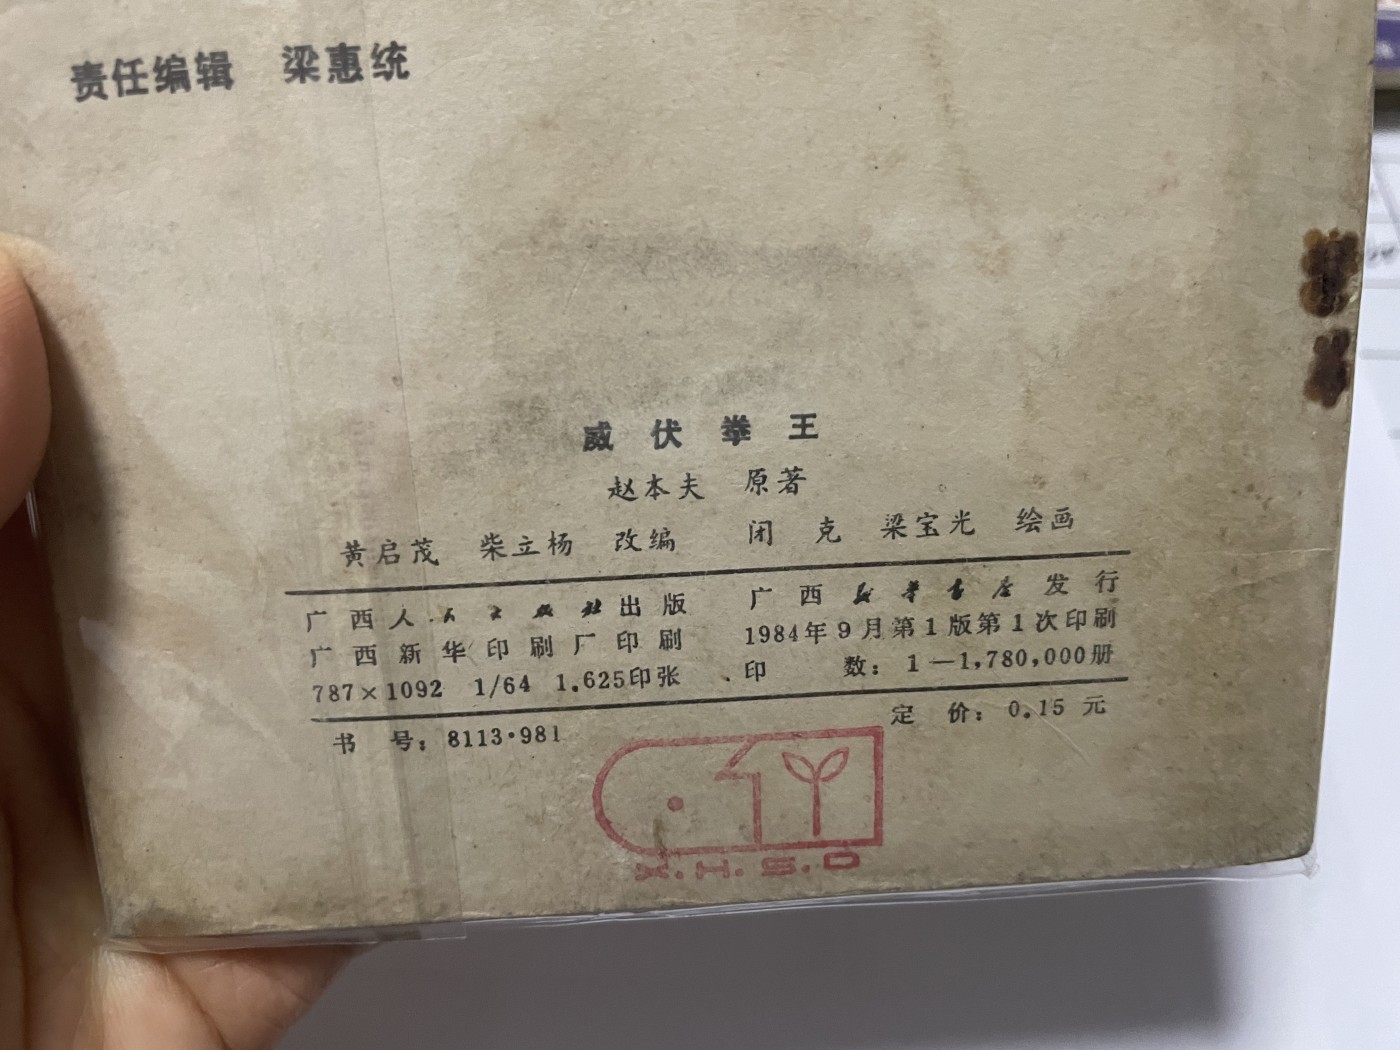 责任编辑 梁惠统
威伏拳王
赵本夫 原著
黄启茂 柴立杨 改编 闭克 梁宝光 绘画
广西人民出版社出版 广西新华书店发行
广西新华印刷厂印刷 1984年9月第1版第1次印刷
787×1092 1/64 1.625印张 印数：1—1,780,000册
书号：8113·981 定价：0.15元
X.H.S.D